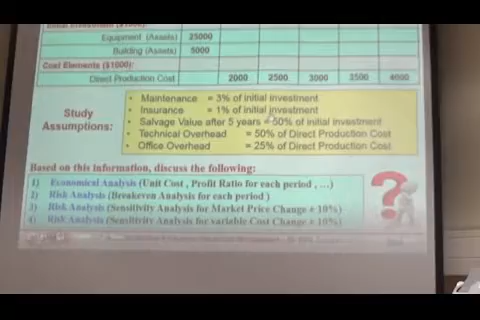 Equipment (Assets) 25000
Building (Assets) 5000
Cost Elements ($1000):
Direct Production Cost 2000 2500 3000 3500 4000
Study Assumptions:
• Maintenance = 3% of initial investment
• Insurance = 1% of initial investment
• Salvage Value after 5 years = 50% of initial investment
• Technical Overhead = 50% of Direct Production Cost
• Office Overhead = 25% of Direct Production Cost
Based on this information, discuss the following:
1) Economical Analysis (Unit Cost , Profit Ratio for each period , ...)
2) Risk Analysis (Breakeven Analysis for each period )
3) Risk Analysis (Sensitivity Analysis for Market Price Change ± 10%)
4) Risk Analysis (Sensitivity Analysis for variable Cost Change ± 10%)
?